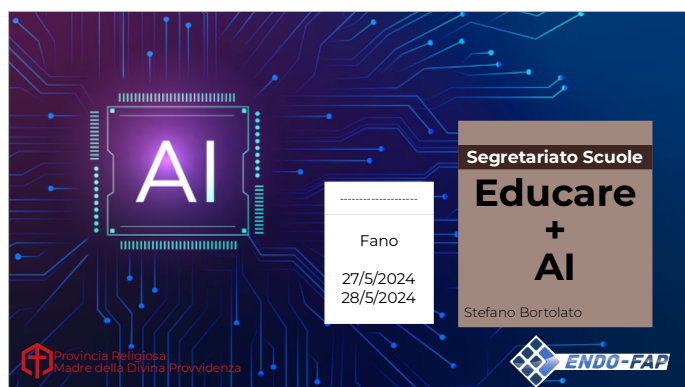 AI
--------------------
Fano
27/5/2024
28/5/2024
Segretariato Scuole
Educare
+
AI
Stefano Bortolato
Provincia Religiosa
Madre della Divina Provvidenza
ENDO-FAP